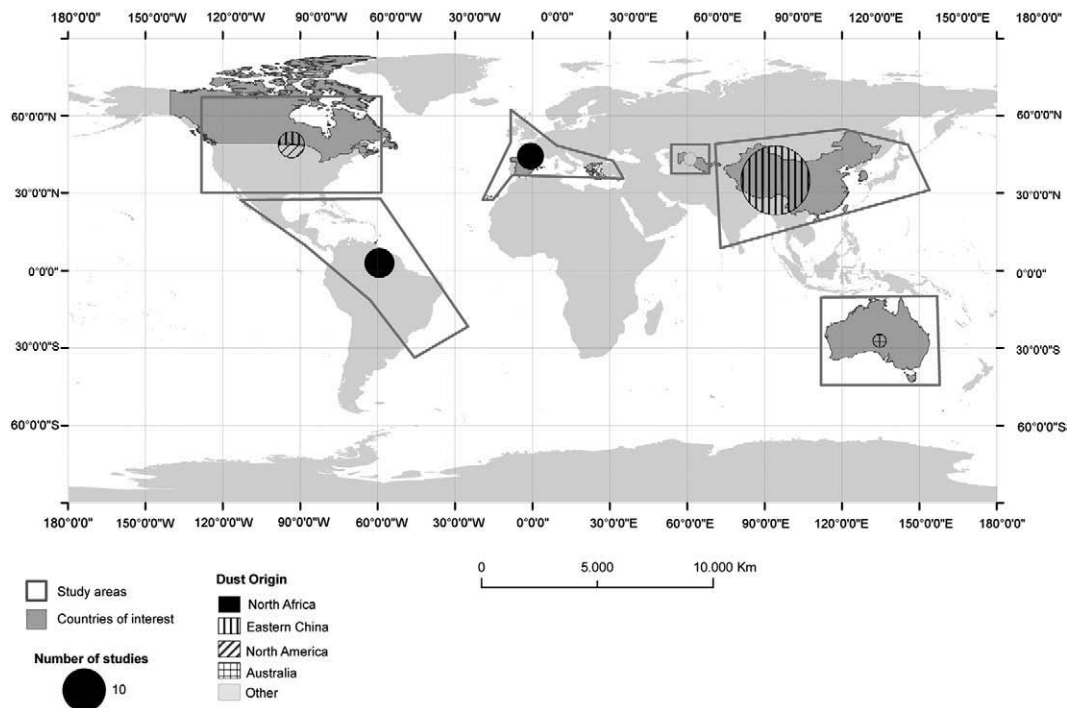 180°0'0" 150°0'0"W 120°0'0"W 90°0'0"W 60°0'0"W 30°0'0"W 0°0'0"E 30°0'0"E 60°0'0"E 90°0'0"E 120°0'0"E 150°0'0"E 180°0'0"
60°0'0"N 60°0'0"N
30°0'0"N 30°0'0"N
0°0'0" 0°0'0"
30°0'0"S 30°0'0"S
60°0'0"S 60°0'0"S
180°0'0"W 150°0'0"W 120°0'0"W 90°0'0"W 60°0'0"W 30°0'0"W 0°0'0" 30°0'0"E 60°0'0"E 90°0'0"E 120°0'0"E 150°0'0"E 180°0'0"
Study areas
Countries of interest
Number of studies
10
Dust Origin
North Africa
Eastern China
North America
Australia
Other
0 5.000 10.000 Km